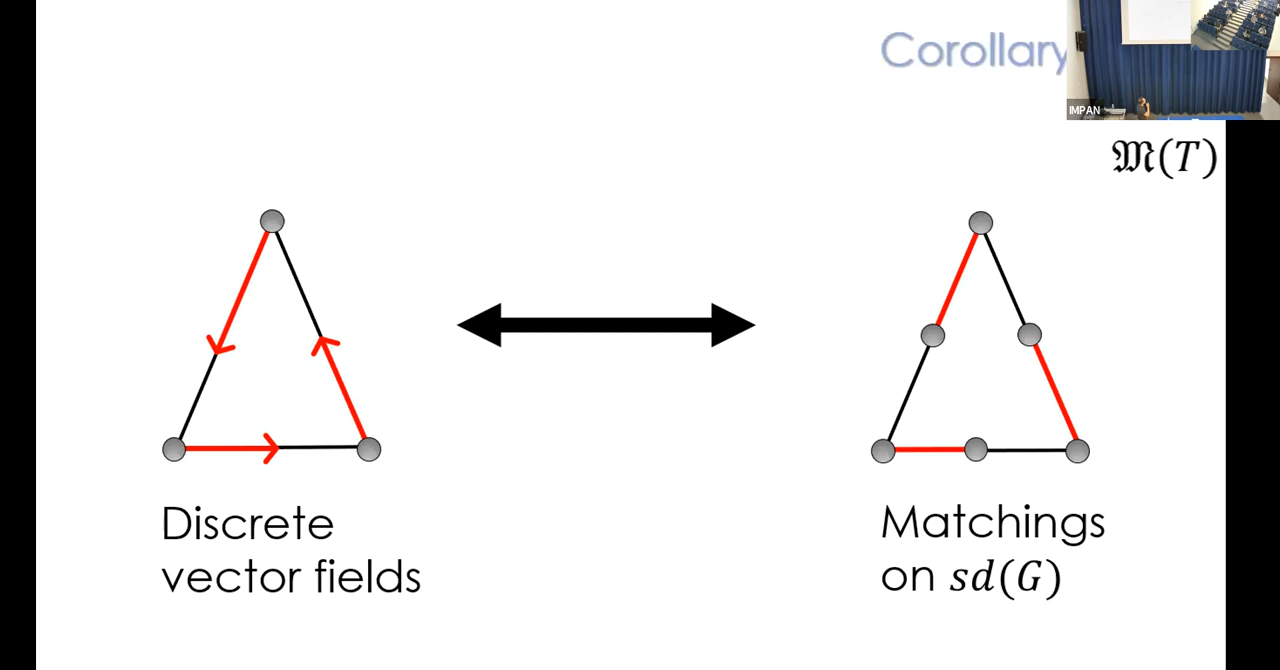 Corollary
IMPAN
𝔐(T)
Discrete
vector fields
Matchings
on sd(G)